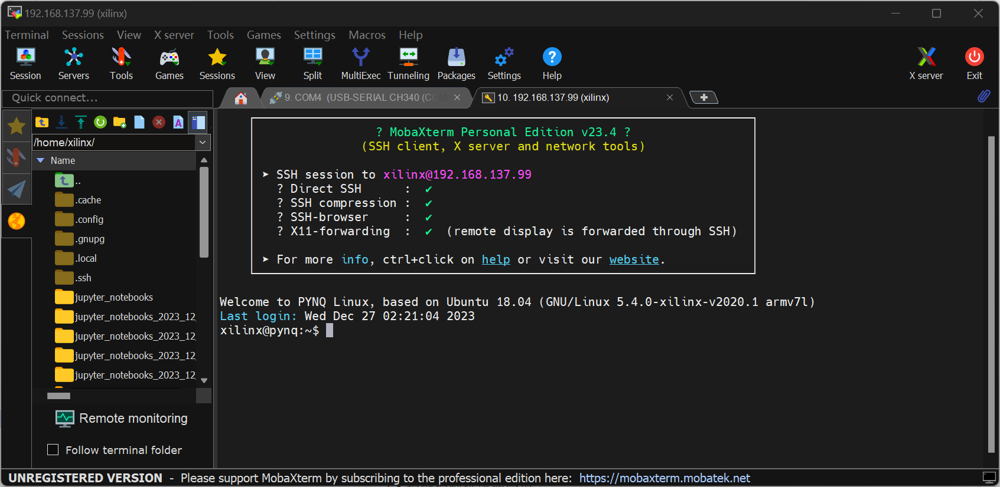 192.168.137.99 (xilinx)
Terminal Sessions View X server Tools Games Settings Macros Help
Session Servers Tools Games Sessions View Split MultiExec Tunneling Packages Settings Help X server Exit
Quick connect...
9. COM4 (USB-SERIAL CH340 (COM
10. 192.168.137.99 (xilinx)
/home/xilinx/
Name
..
.cache
.config
.gnupg
.local
.ssh
jupyter_notebooks
jupyter_notebooks_2023_12_
jupyter_notebooks_2023_12_
jupyter_notebooks_2023_12_
jupyter_notebooks_2023_12_
Remote monitoring
Follow terminal folder
? MobaXterm Personal Edition v23.4 ?
(SSH client, X server and network tools)
➤ SSH session to xilinx@192.168.137.99
? Direct SSH : ✔
? SSH compression : ✔
? SSH-browser : ✔
? X11-forwarding : ✔ (remote display is forwarded through SSH)
➤ For more info, ctrl+click on help or visit our website.
Welcome to PYNQ Linux, based on Ubuntu 18.04 (GNU/Linux 5.4.0-xilinx-v2020.1 armv7l)
Last login: Wed Dec 27 02:21:04 2023
xilinx@pynq:~$
UNREGISTERED VERSION - Please support MobaXterm by subscribing to the professional edition here: https://mobaxterm.mobatek.net